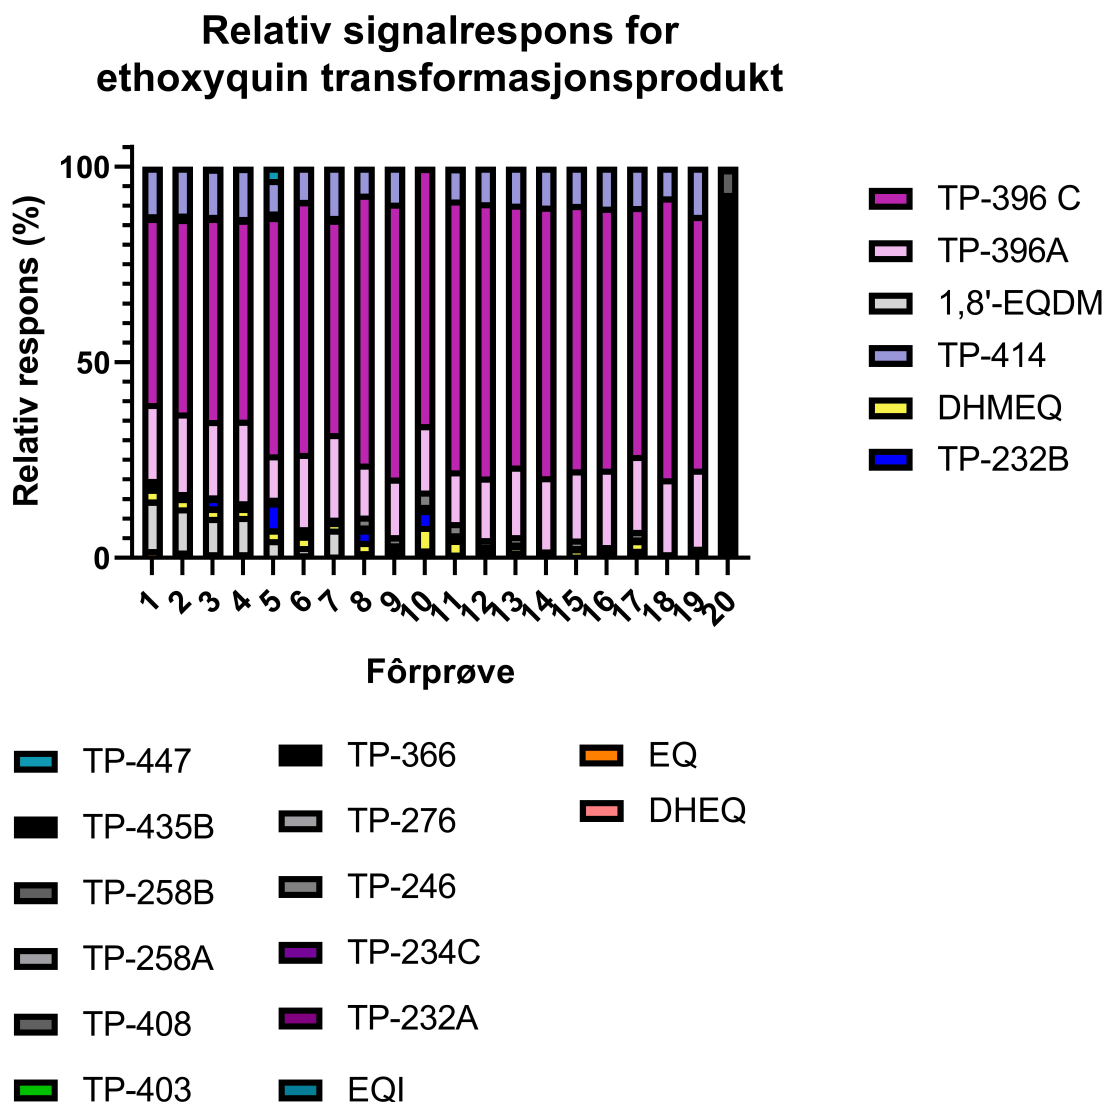 Relativ signalrespons for
ethoxyquin transformasjonsprodukt
Relativ respons (%)
100
50
0
1 2 3 4 5 6 7 8 9 10 11 12 13 14 15 16 17 18 19 20
Fôrprøve
TP-396 C
TP-396A
1,8'-EQDM
TP-414
DHMEQ
TP-232B
TP-447
TP-435B
TP-258B
TP-258A
TP-408
TP-403
TP-366
TP-276
TP-246
TP-234C
TP-232A
EQI
EQ
DHEQ